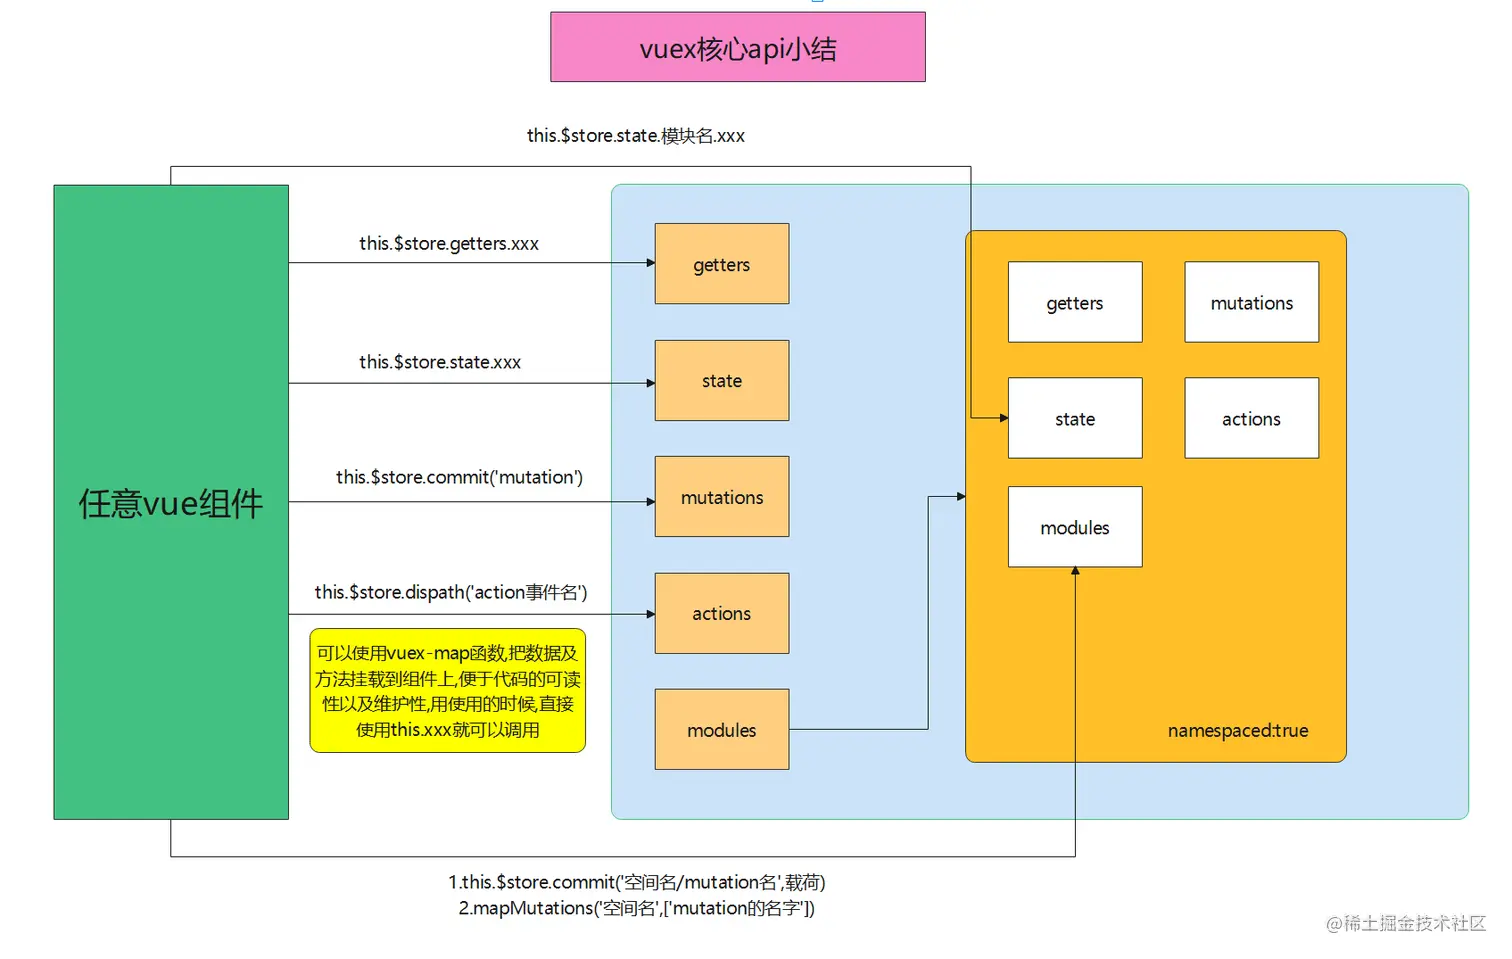 vuex核心api小结
this.$store.state.模块名.xxx
this.$store.getters.xxx
getters
getters
mutations
this.$store.state.xxx
state
state
actions
任意vue组件
this.$store.commit('mutation')
mutations
modules
this.$store.dispath('action事件名')
actions
可以使用vuex-map函数,把数据及
方法挂载到组件上,便于代码的可读
性以及维护性,用使用的时候,直接
使用this.xxx就可以调用
modules
namespaced:true
1.this.$store.commit('空间名/mutation名',载荷)
2.mapMutations('空间名',['mutation的名字'])
@稀土掘金技术社区